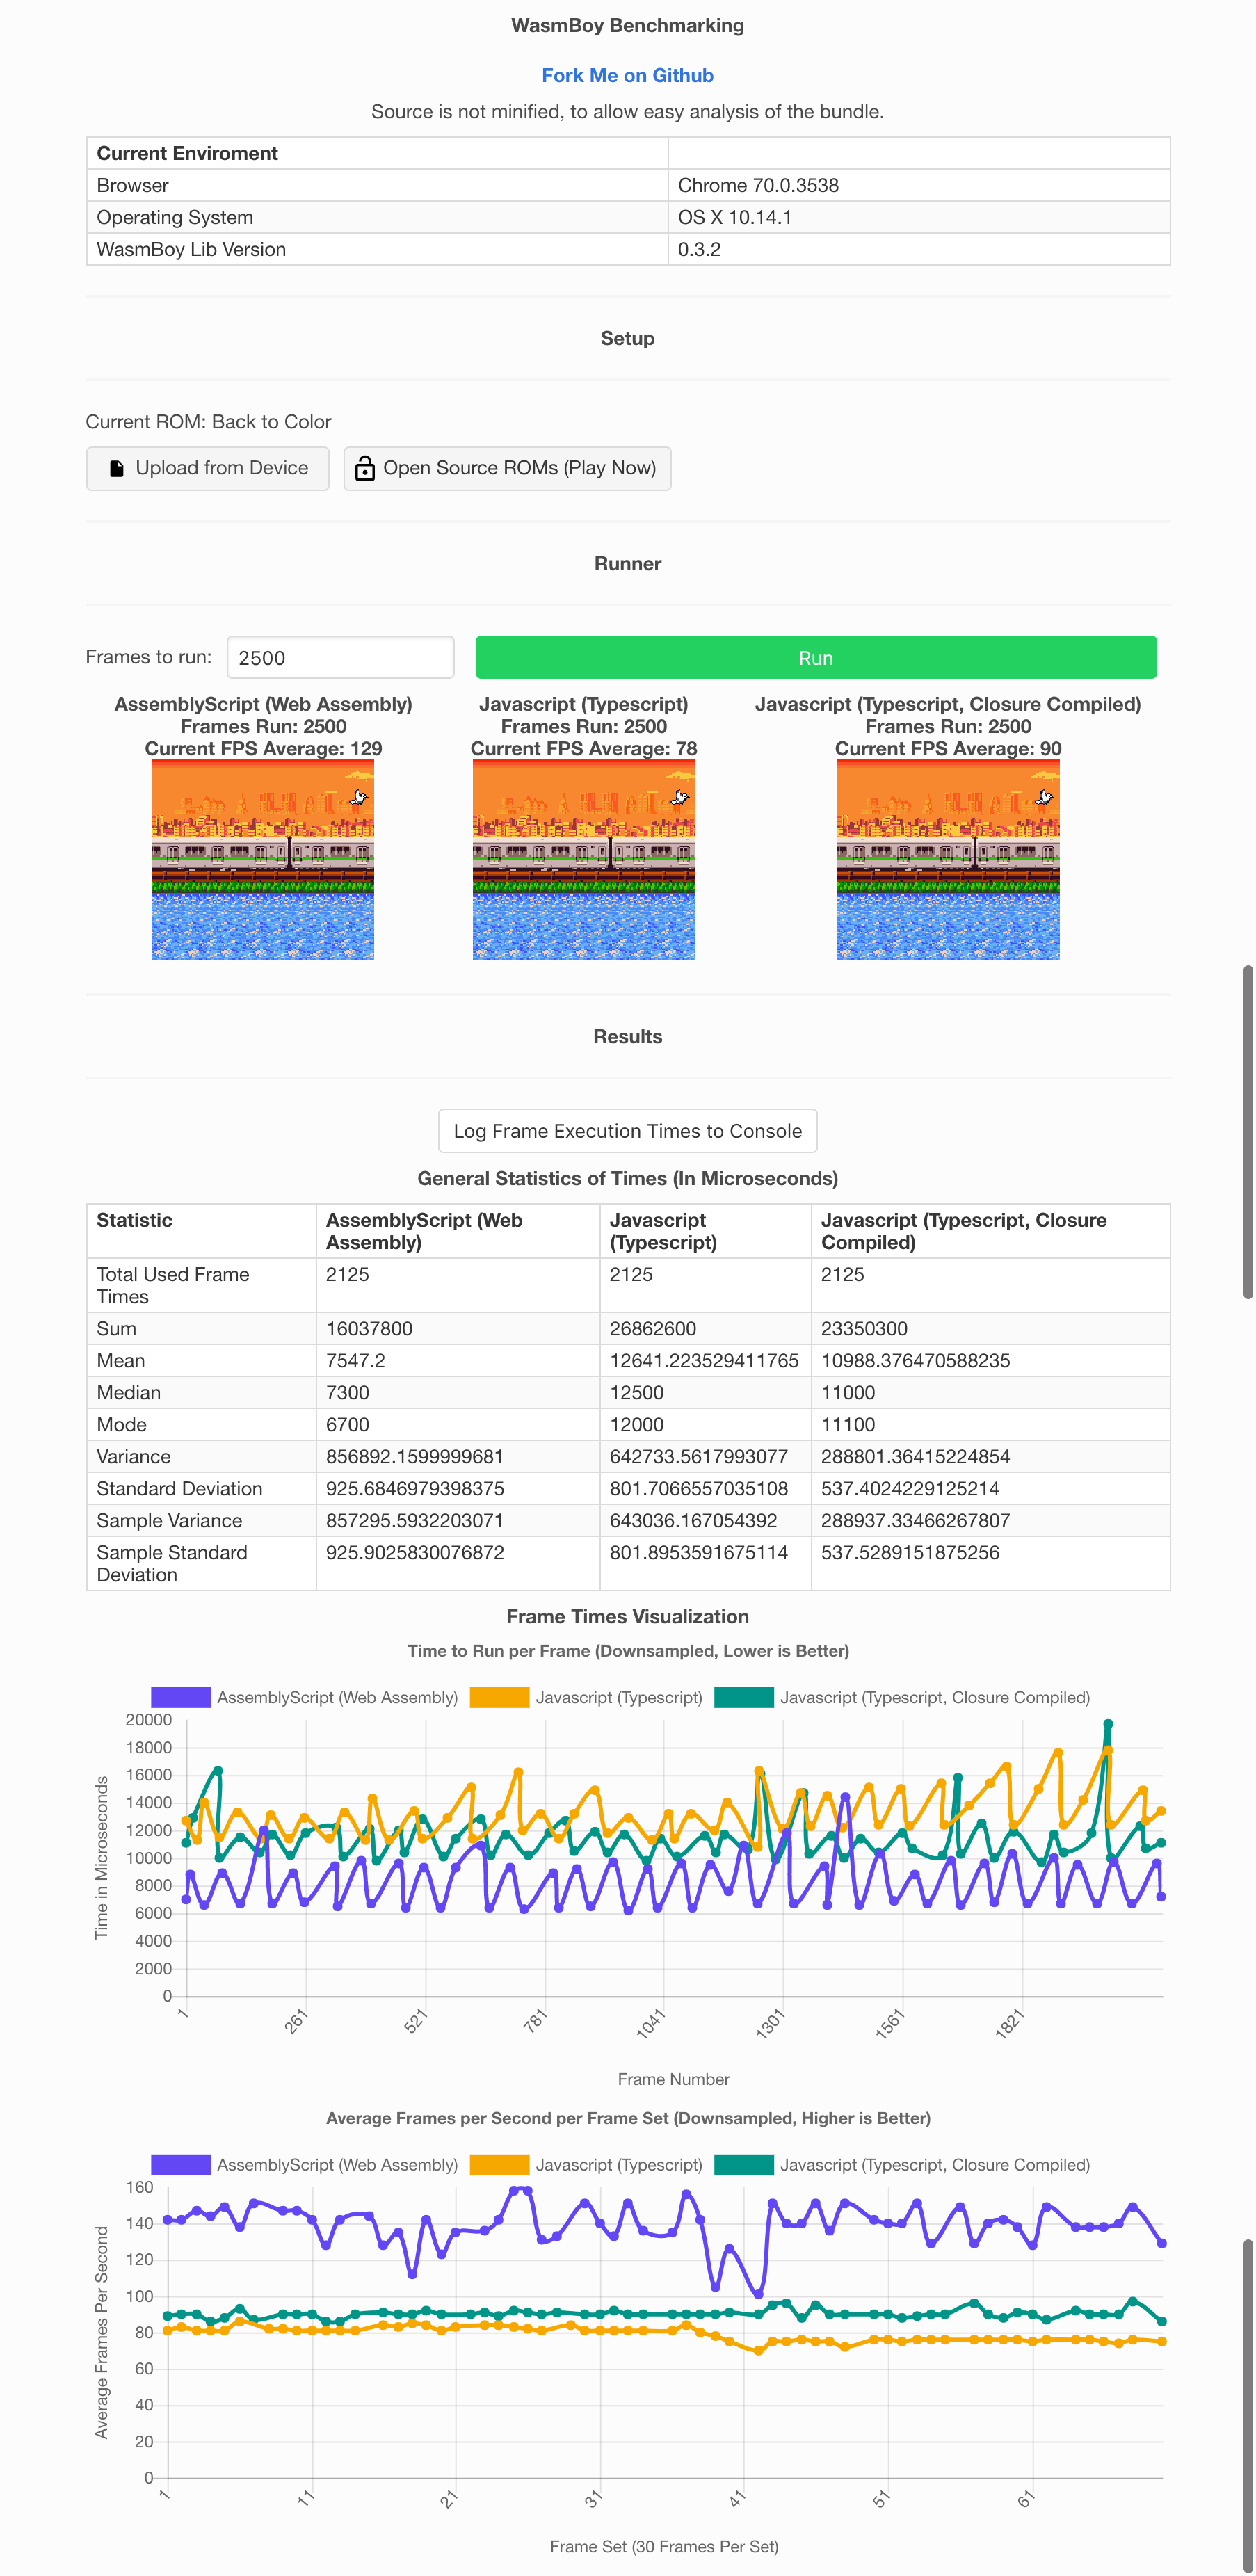 WasmBoy Benchmarking
Fork Me on Github
Source is not minified, to allow easy analysis of the bundle.
Current Enviroment
Browser Chrome 70.0.3538
Operating System OS X 10.14.1
WasmBoy Lib Version 0.3.2
Setup
Current ROM: Back to Color
Upload from Device Open Source ROMs (Play Now)
Runner
Frames to run: 2500 Run
AssemblyScript (Web Assembly) Javascript (Typescript) Javascript (Typescript, Closure Compiled)
Frames Run: 2500 Frames Run: 2500 Frames Run: 2500
Current FPS Average: 129 Current FPS Average: 78 Current FPS Average: 90
Results
Log Frame Execution Times to Console
General Statistics of Times (In Microseconds)
Statistic AssemblyScript (Web Javascript Javascript (Typescript, Closure
Assembly) (Typescript) Compiled)
Total Used Frame 2125 2125 2125
Times
Sum 16037800 26862600 23350300
Mean 7547.2 12641.223529411765 10988.376470588235
Median 7300 12500 11000
Mode 6700 12000 11100
Variance 856892.1599999681 642733.5617993077 288801.36415224854
Standard Deviation 925.6846979398375 801.7066557035108 537.4024229125214
Sample Variance 857295.5932203071 643036.167054392 288937.33466267807
Sample Standard 925.9025830076872 801.8953591675114 537.5289151875256
Deviation
Frame Times Visualization
Time to Run per Frame (Downsampled, Lower is Better)
AssemblyScript (Web Assembly) Javascript (Typescript) Javascript (Typescript, Closure Compiled)
Time in Microseconds
20000
18000
16000
14000
12000
10000
8000
6000
4000
2000
0
1 261 521 781 1041 1301 1561 1821
Frame Number
Average Frames per Second per Frame Set (Downsampled, Higher is Better)
AssemblyScript (Web Assembly) Javascript (Typescript) Javascript (Typescript, Closure Compiled)
Average Frames Per Second
160
140
120
100
80
60
40
20
0
1 11 21 31 41 51 61
Frame Set (30 Frames Per Set)